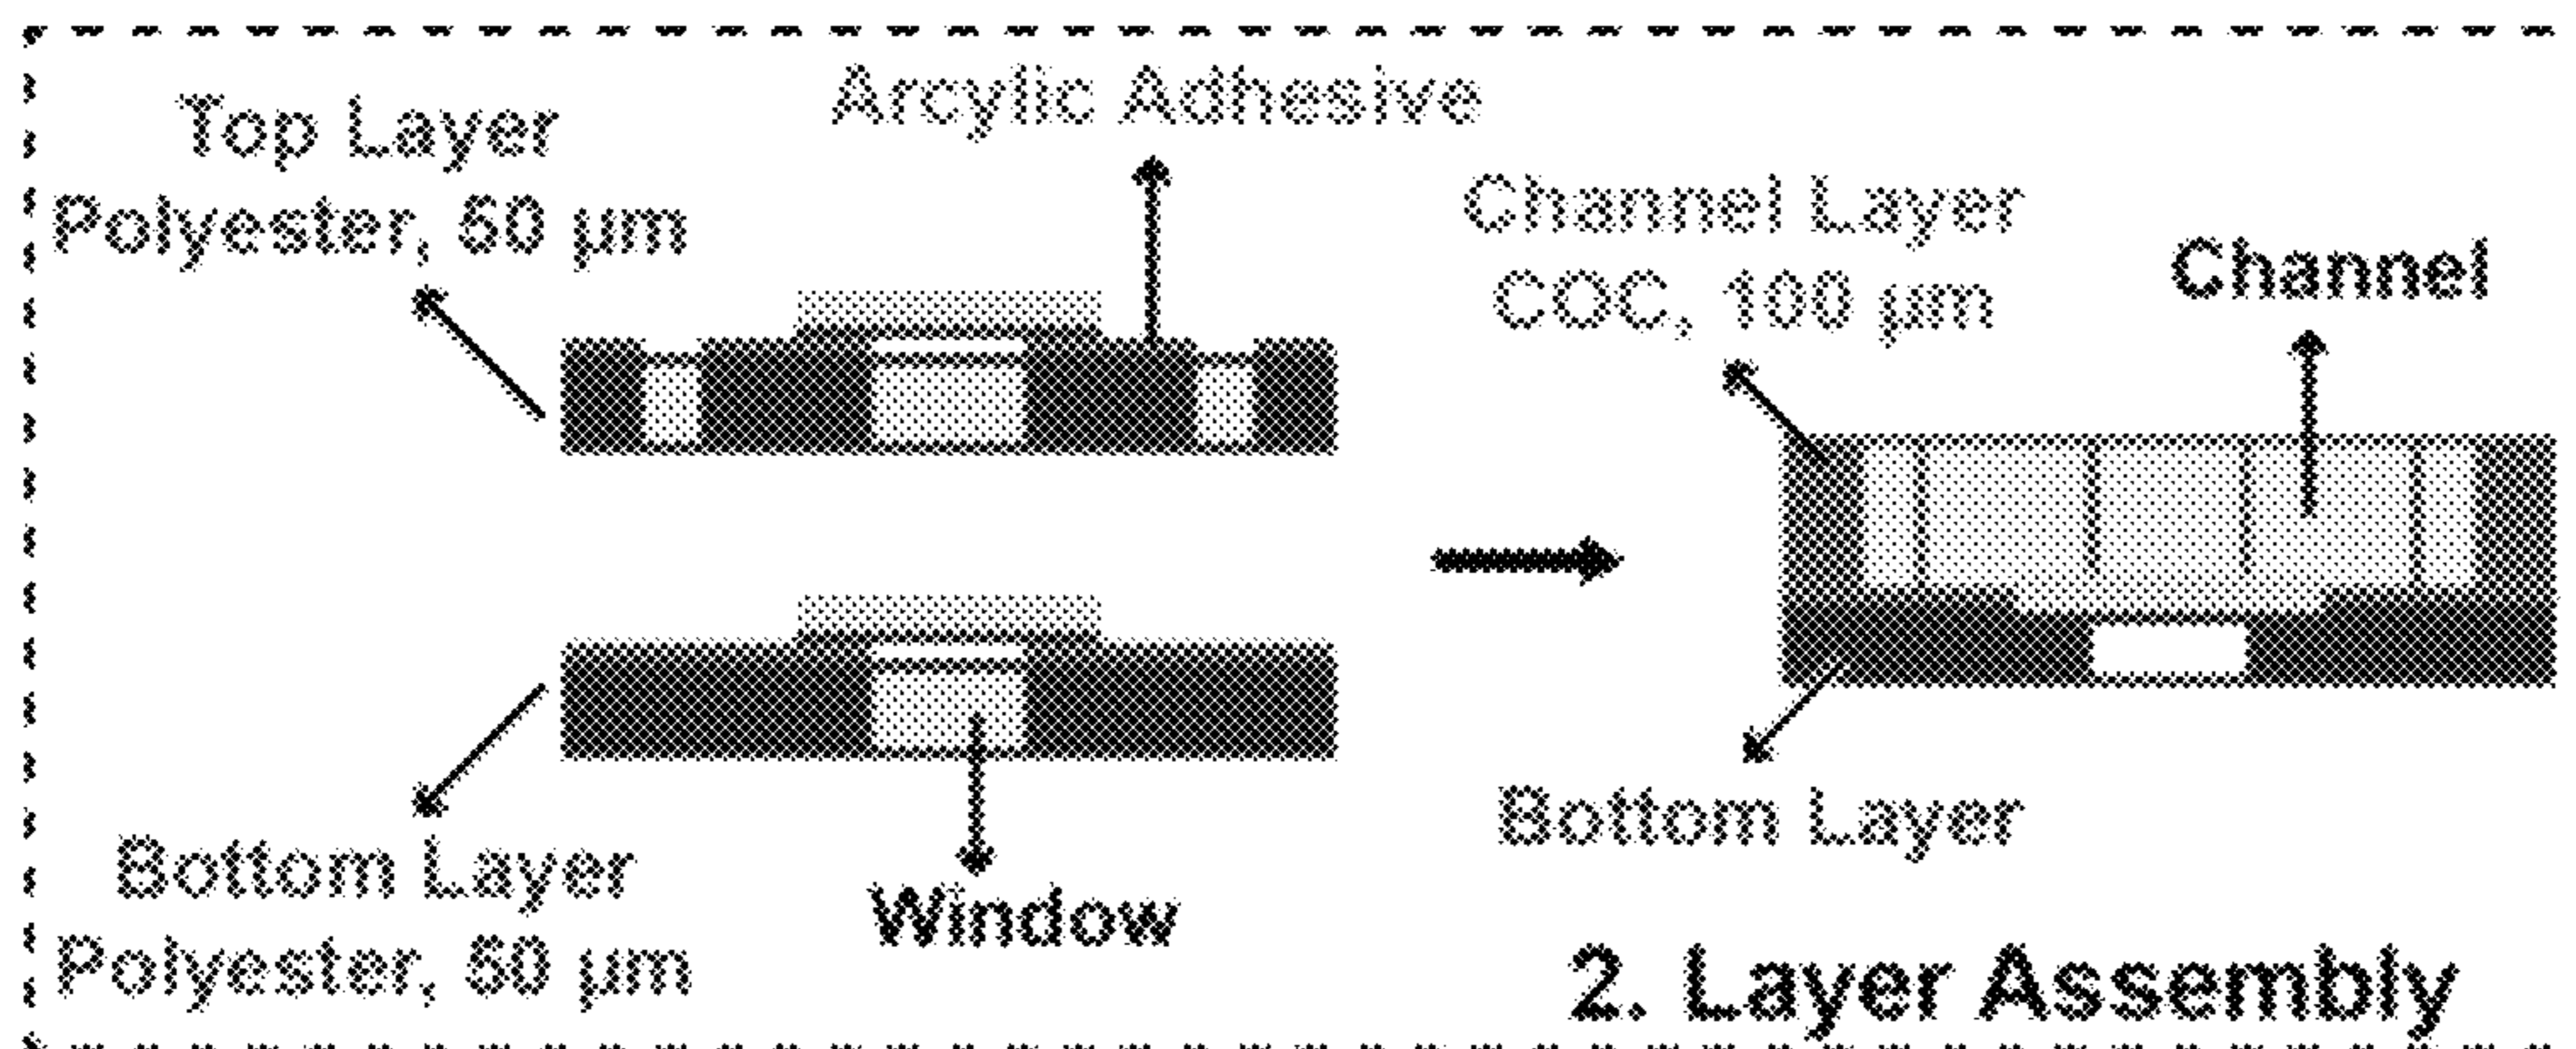 Top Layer
Polyester, 50 µm
Arcylic Adhesive
Channel Layer
COC, 100 µm
Channel
Bottom Layer
Polyester, 50 µm
Window
Bottom Layer
2. Layer Assembly